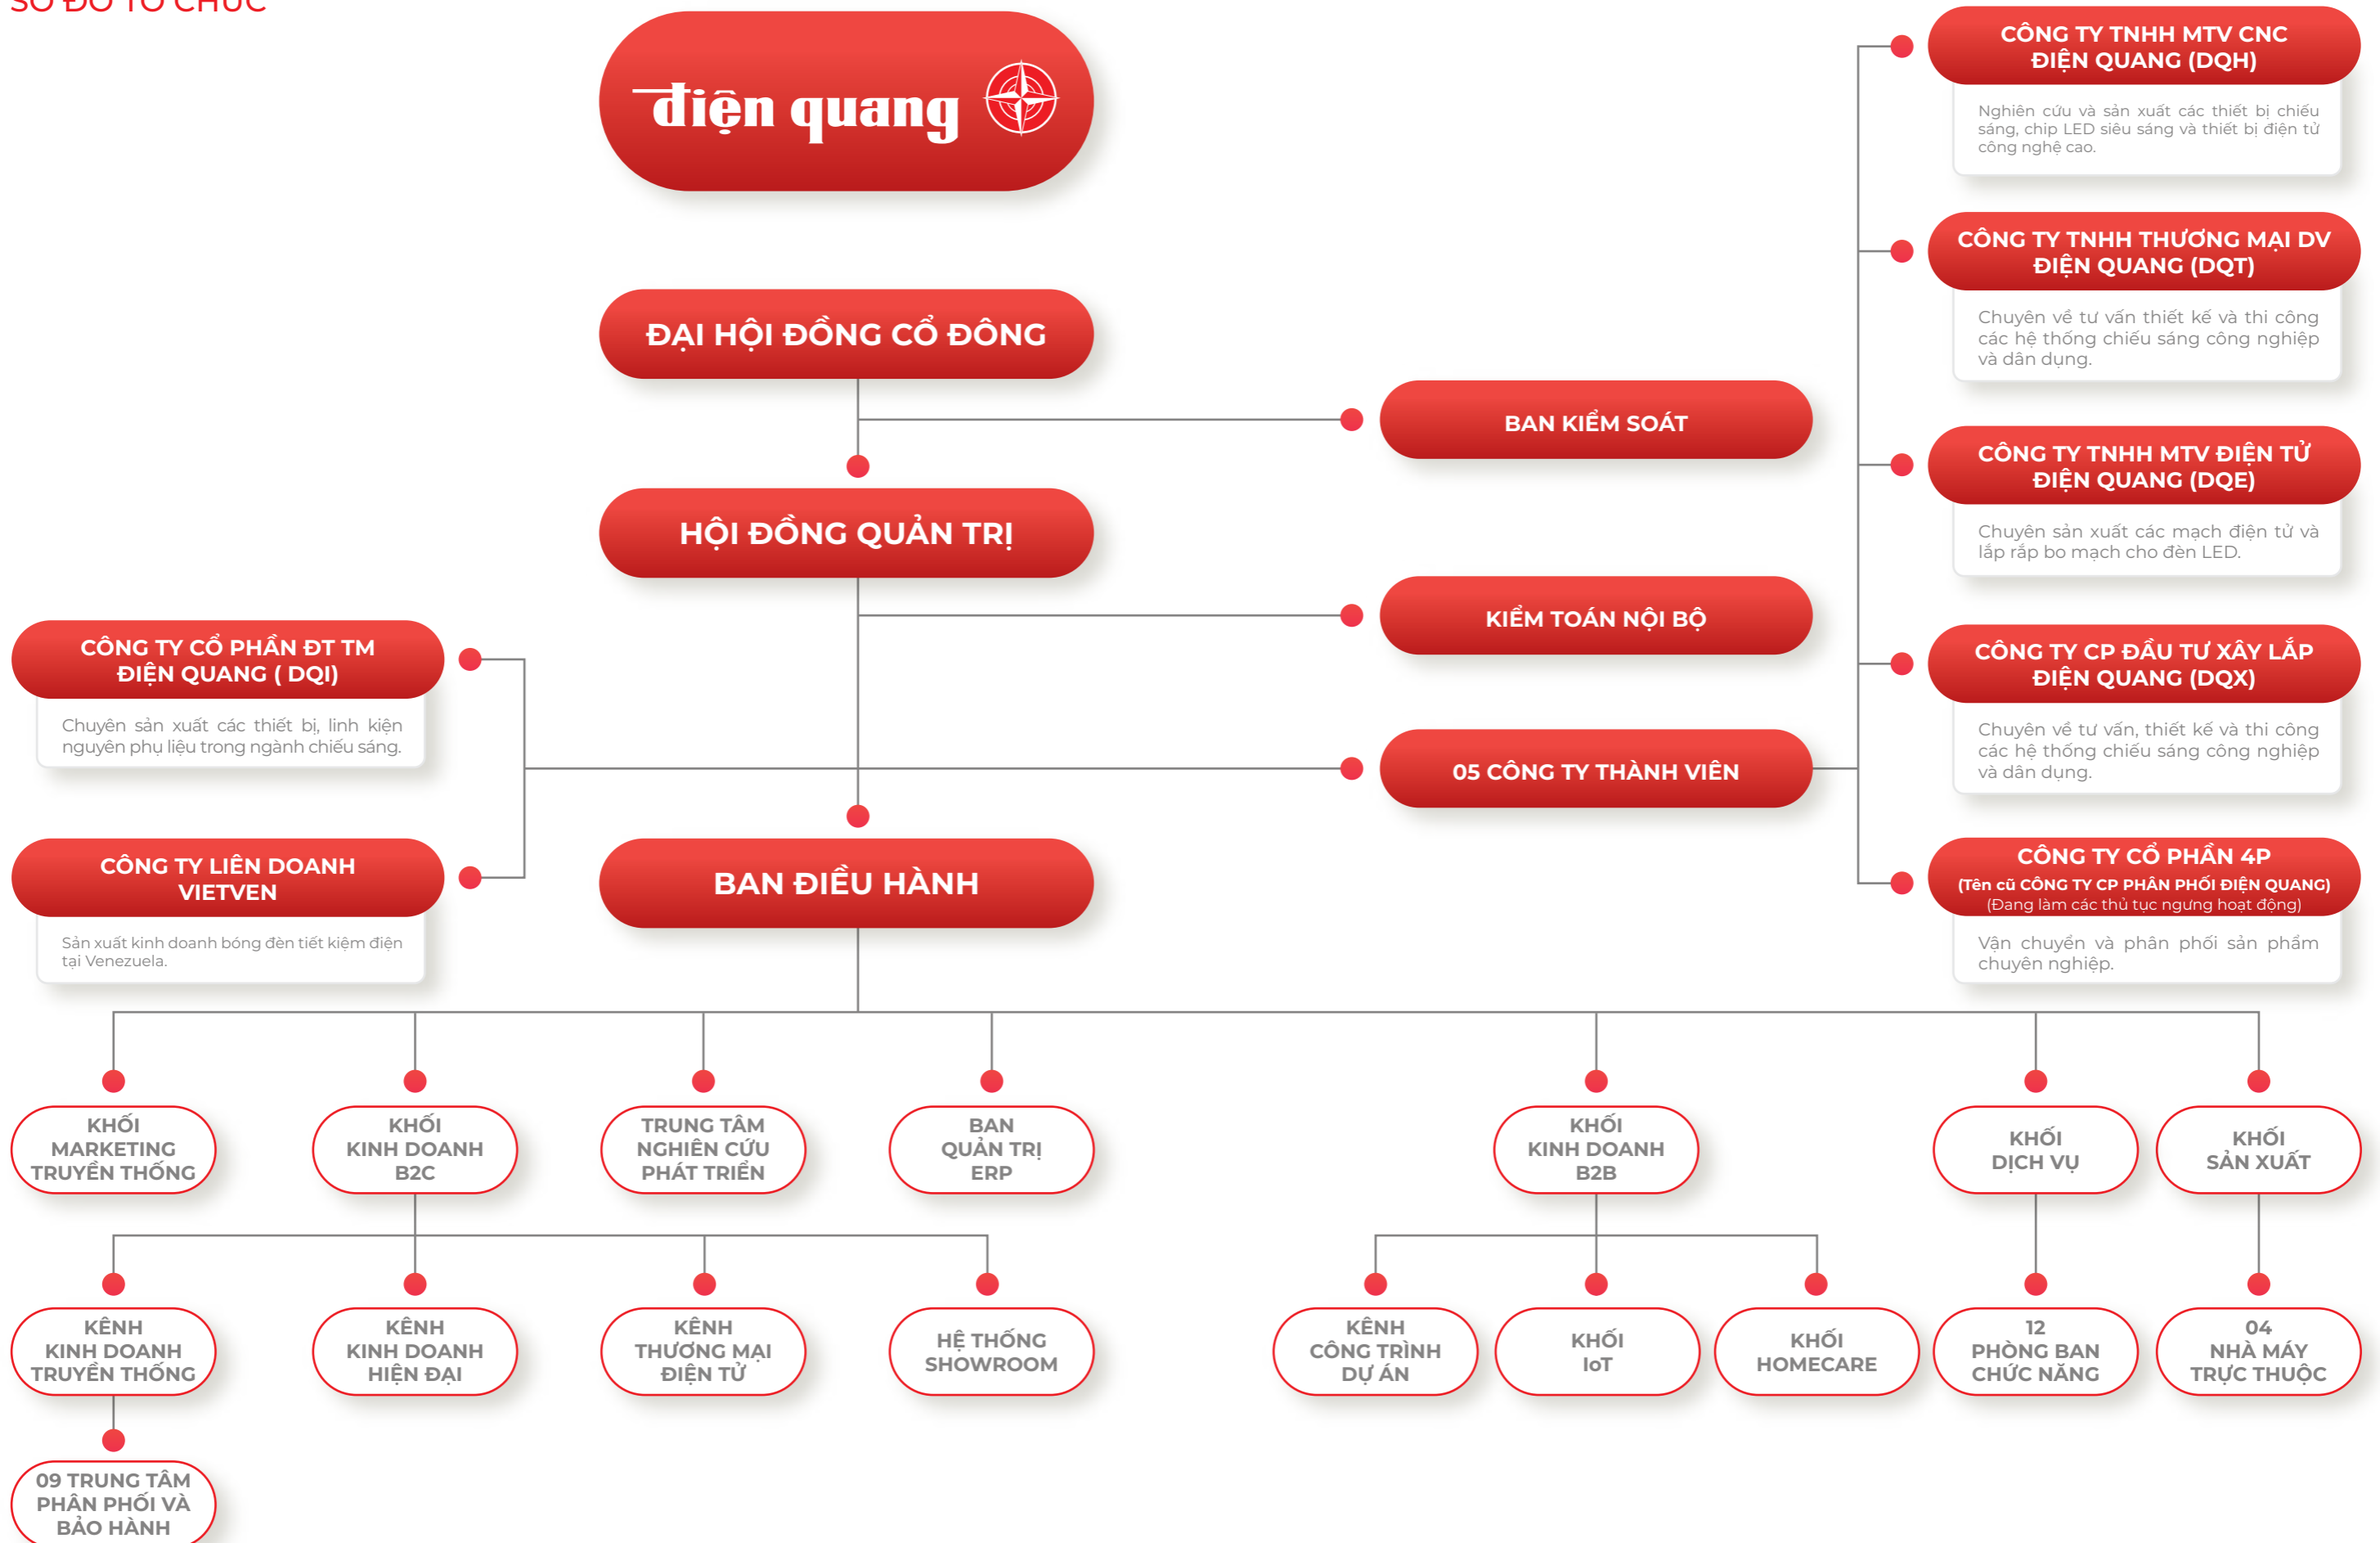 SƠ ĐỒ TỔ CHỨC
điện quang
ĐẠI HỘI ĐỒNG CỔ ĐÔNG
BAN KIỂM SOÁT
HỘI ĐỒNG QUẢN TRỊ
KIỂM TOÁN NỘI BỘ
05 CÔNG TY THÀNH VIÊN
BAN ĐIỀU HÀNH
CÔNG TY CỔ PHẦN ĐT TM
ĐIỆN QUANG ( DQI)
Chuyên sản xuất các thiết bị, linh kiện
nguyên phụ liệu trong ngành chiếu sáng.
CÔNG TY LIÊN DOANH
VIETVEN
Sản xuất kinh doanh bóng đèn tiết kiệm điện
tại Venezuela.
CÔNG TY TNHH MTV CNC
ĐIỆN QUANG (DQH)
Nghiên cứu và sản xuất các thiết bị chiếu
sáng, chip LED siêu sáng và thiết bị điện tử
công nghệ cao.
CÔNG TY TNHH THƯƠNG MẠI DV
ĐIỆN QUANG (DQT)
Chuyên về tư vấn thiết kế và thi công
các hệ thống chiếu sáng công nghiệp
và dân dụng.
CÔNG TY TNHH MTV ĐIỆN TỬ
ĐIỆN QUANG (DQE)
Chuyên sản xuất các mạch điện tử và
lắp rắp bo mạch cho đèn LED.
CÔNG TY CP ĐẦU TƯ XÂY LẮP
ĐIỆN QUANG (DQX)
Chuyên về tư vấn, thiết kế và thi công
các hệ thống chiếu sáng công nghiệp
và dân dụng.
CÔNG TY CỔ PHẦN 4P
(Tên cũ CÔNG TY CP PHÂN PHỐI ĐIỆN QUANG)
(Đang làm các thủ tục ngưng hoạt động)
Vận chuyển và phân phối sản phẩm
chuyên nghiệp.
KHỐI
MARKETING
TRUYỀN THỐNG
KHỐI
KINH DOANH
B2C
TRUNG TÂM
NGHIÊN CỨU
PHÁT TRIỂN
BAN
QUẢN TRỊ
ERP
KHỐI
KINH DOANH
B2B
KHỐI
DỊCH VỤ
KHỐI
SẢN XUẤT
KÊNH
KINH DOANH
TRUYỀN THỐNG
KÊNH
KINH DOANH
HIỆN ĐẠI
KÊNH
THƯƠNG MẠI
ĐIỆN TỬ
HỆ THỐNG
SHOWROOM
KÊNH
CÔNG TRÌNH
DỰ ÁN
KHỐI
IoT
KHỐI
HOMECARE
12
PHÒNG BAN
CHỨC NĂNG
04
NHÀ MÁY
TRỰC THUỘC
09 TRUNG TÂM
PHÂN PHỐI VÀ
BẢO HÀNH